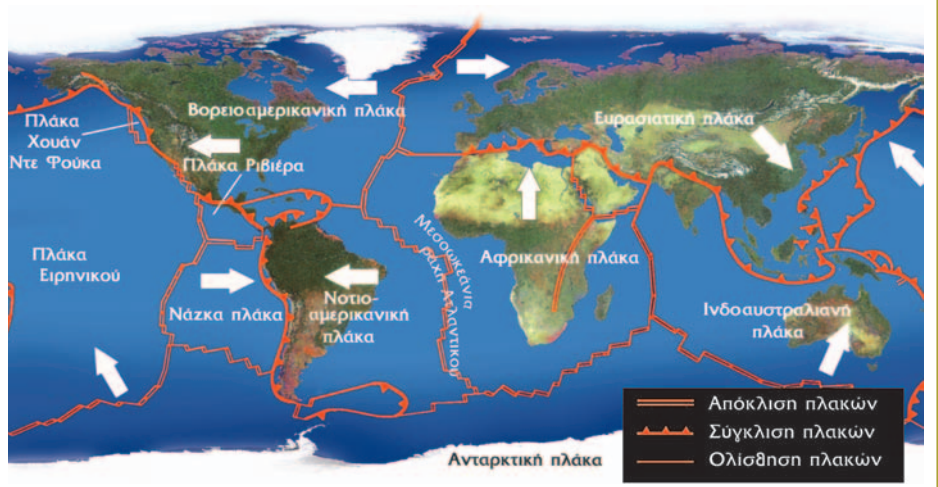 Βορειοαμερικανική πλάκα
Πλάκα
Χουάν
Ντε Φούκα
Πλάκα Ριβιέρα
Ευρασιατική πλάκα
Πλάκα
Ειρηνικού
Νάζκα πλάκα
Νοτιο-
αμερικανική
πλάκα
Μεσοωκεάνια
ράχη Ατλαντικού
Αφρικανική πλάκα
Ινδοαυστραλιανή
πλάκα
Ανταρκτική πλάκα
Απόκλιση πλακών
Σύγκλιση πλακών
Ολίσθηση πλακών